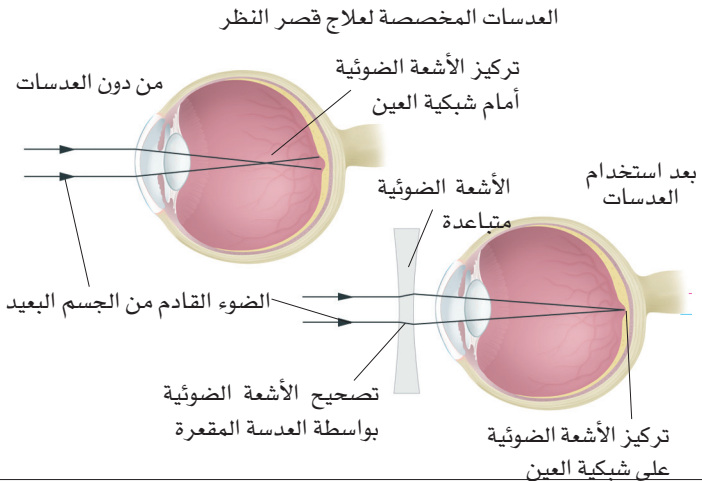 العدسات المخصصة لعلاج قصر النظر
من دون العدسات
تركيز الأشعة الضوئية
أمام شبكية العين
بعد استخدام
العدسات
الأشعة الضوئية
متباعدة
الضوء القادم من الجسم البعيد
تصحيح الأشعة الضوئية
بواسطة العدسة المقعرة
تركيز الأشعة الضوئية
على شبكية العين